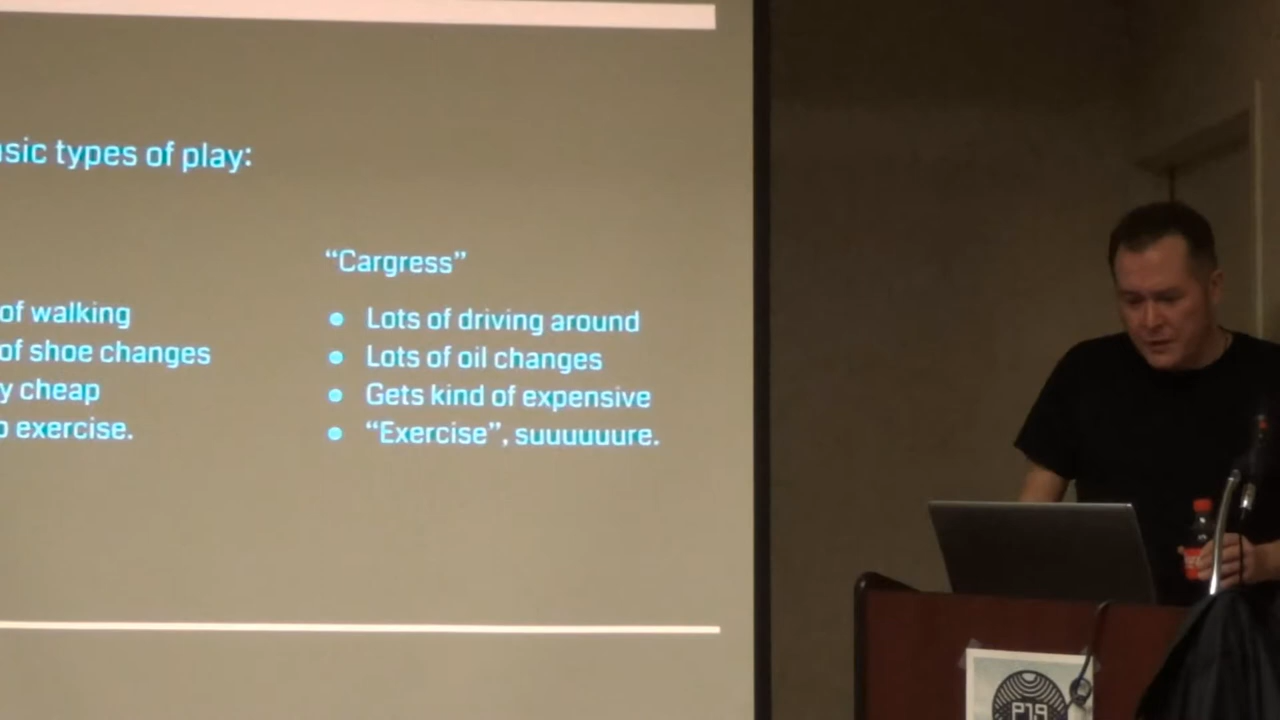 types of play:
of walking
of shoe changes
cheap
exercise.
“Cargress”
Lots of driving around
Lots of oil changes
Gets kind of expensive
“Exercise”, suuuuuure.
P19